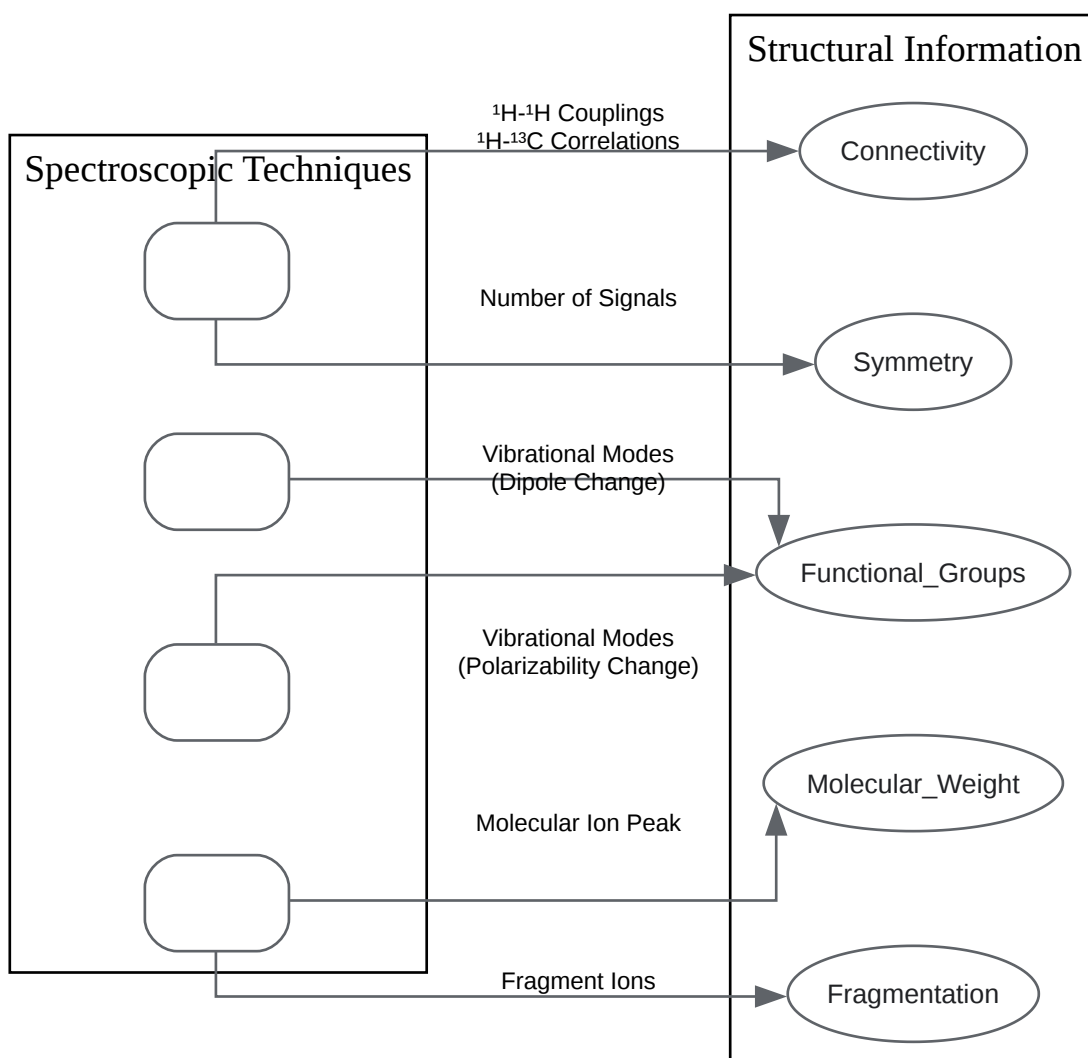 Structural Information
¹H-¹H Couplings
¹H-¹³C Correlations
Connectivity
Spectroscopic Techniques
Number of Signals
Symmetry
Vibrational Modes
(Dipole Change)
Functional_Groups
Vibrational Modes
(Polarizability Change)
Molecular_Weight
Molecular Ion Peak
Fragment Ions
Fragmentation